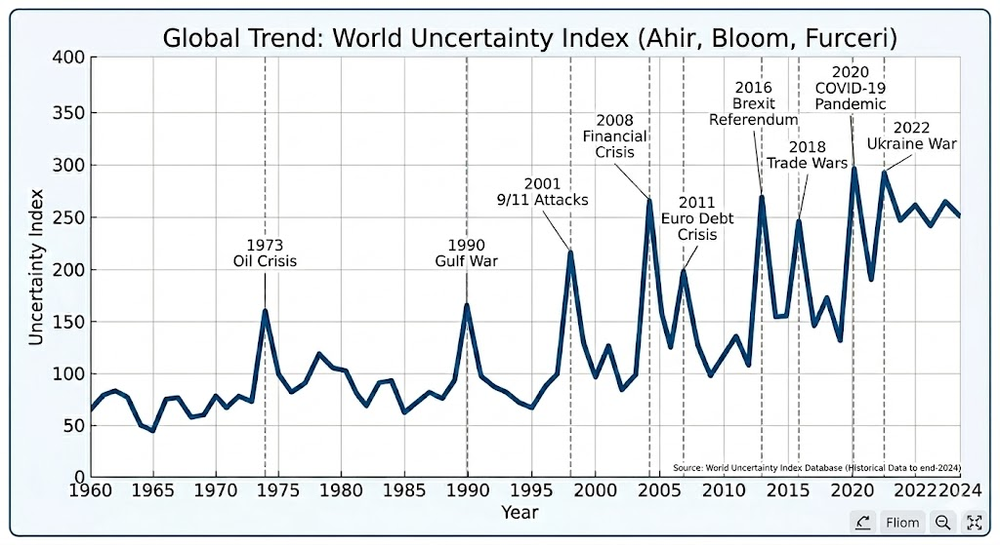 Global Trend: World Uncertainty Index (Ahir, Bloom, Furceri)
400
350
300
250
200
150
100
50
0
Uncertainty Index
1973
Oil Crisis
1990
Gulf War
2001
9/11 Attacks
2008
Financial
Crisis
2011
Euro Debt
Crisis
2016
Brexit
Referendum
2018
Trade Wars
2020
COVID-19
Pandemic
2022
Ukraine War
Source: World Uncertainty Index Database (Historical Data to end-2024)
1960 1965 1970 1975 1980 1985 1990 1995 2000 2005 2010 2015 2020 2022 2024
Year
Fliom